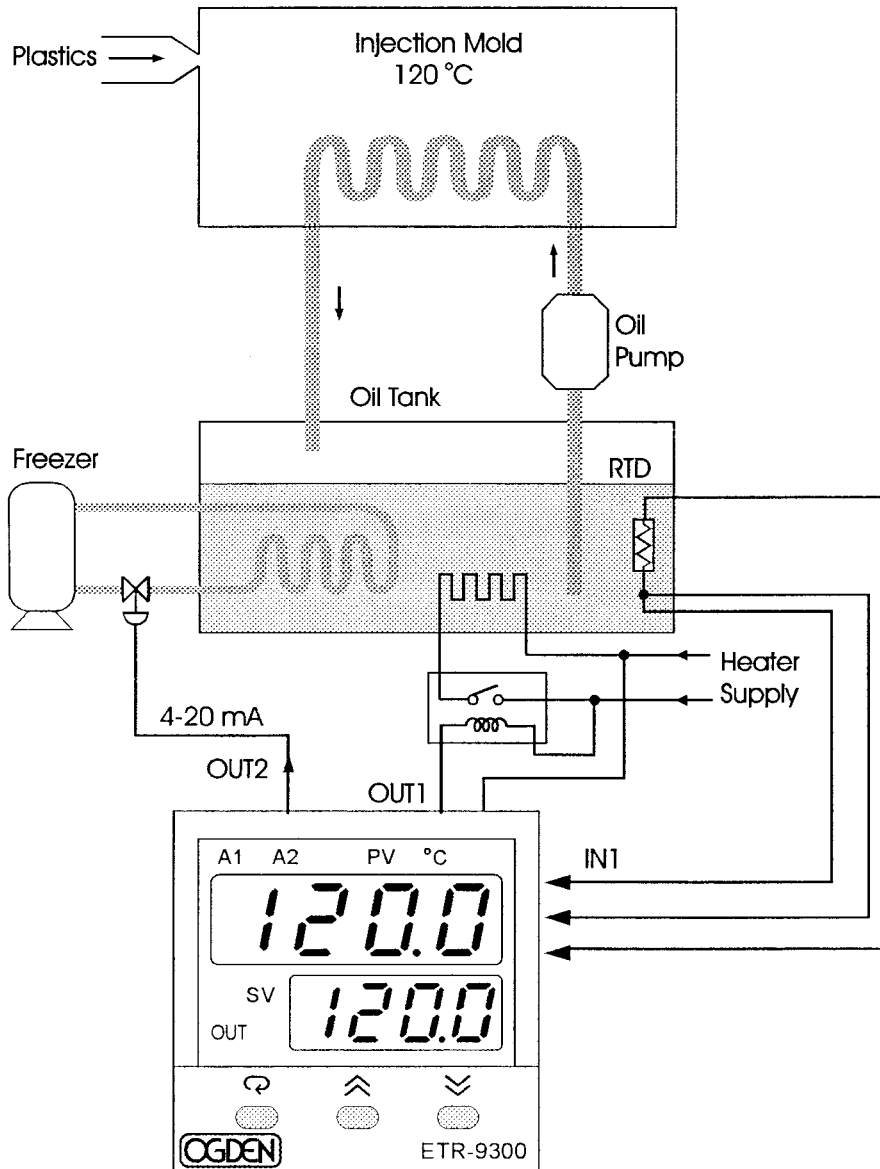 Injection Mold
120 °C
Plastics
Oil
Pump
Oil Tank
Freezer
RTD
Heater
Supply
4-20 mA
OUT2
OUT1
IN1
A1 A2 PV °C
120.0
SV
120.0
OUT
OGDEN
ETR-9300